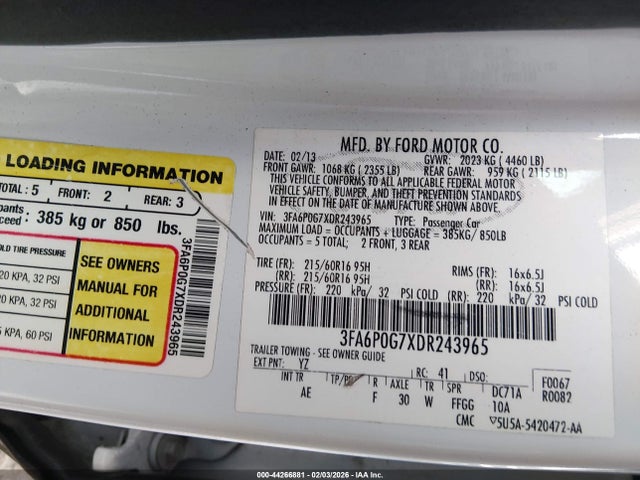 LOADING INFORMATION
TOTAL: 5 FRONT: 2 REAR: 3
385 kg or 850 lbs.
OLD TIRE PRESSURE
20 KPA, 32 PSI
20 KPA, 32 PSI
KPA, 60 PSI
SEE OWNERS
MANUAL FOR
ADDITIONAL
INFORMATION
3FA6P0G7XDR243965
MFD. BY FORD MOTOR CO.
DATE: 02/13 GVWR: 2023 KG ( 4460 LB)
FRONT GAWR: 1068 KG ( 2355 LB) REAR GAWR: 959 KG ( 2115 LB)
THIS VEHICLE CONFORMS TO ALL APPLICABLE FEDERAL MOTOR
VEHICLE SAFETY, BUMPER, AND THEFT PREVENTION STANDARDS
IN EFFECT ON THE DATE OF MANUFACTURE SHOWN ABOVE.
VIN: 3FA6P0G7XDR243965 TYPE: Passenger Car
MAXIMUM LOAD = OCCUPANTS + LUGGAGE = 385KG/ 850LB
OCCUPANTS = 5 TOTAL; 2 FRONT, 3 REAR
TIRE (FR): 215/60R16 95H RIMS (FR): 16x6.5J
(RR): 215/60R16 95H (RR): 16x6.5J
PRESSURE (FR): 220 kPa/ 32 PSI COLD (RR): 220 kPa/ 32 PSI COLD
3FA6P0G7XDR243965
TRAILER TOWING - SEE OWNER GUIDE
EXT PNT: YZ RC: 41 DSO: F0067
INT TR TP/PS R AXLE TR SPR DC71A R0082
AE F 30 W FFGG 10A
CMC 5U5A-5420472-AA
000-44266881 - 02/03/2026 - IAAI.COM